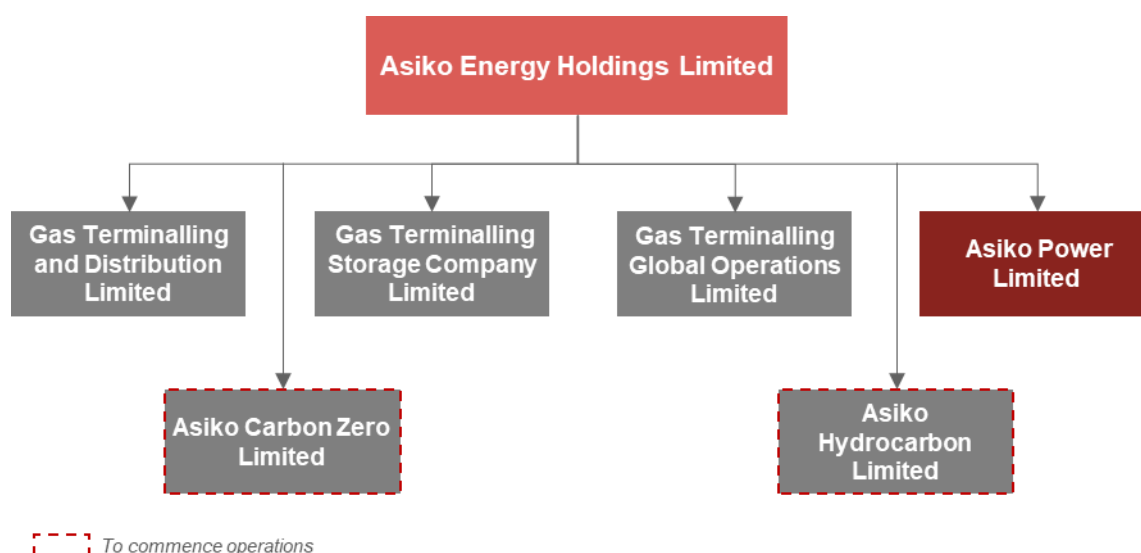 Asiko Energy Holdings Limited
Gas Terminalling
and Distribution
Limited
Gas Terminalling
Storage Company
Limited
Gas Terminalling
Global Operations
Limited
Asiko Power
Limited
Asiko Carbon Zero
Limited
Asiko
Hydrocarbon
Limited
To commence operations